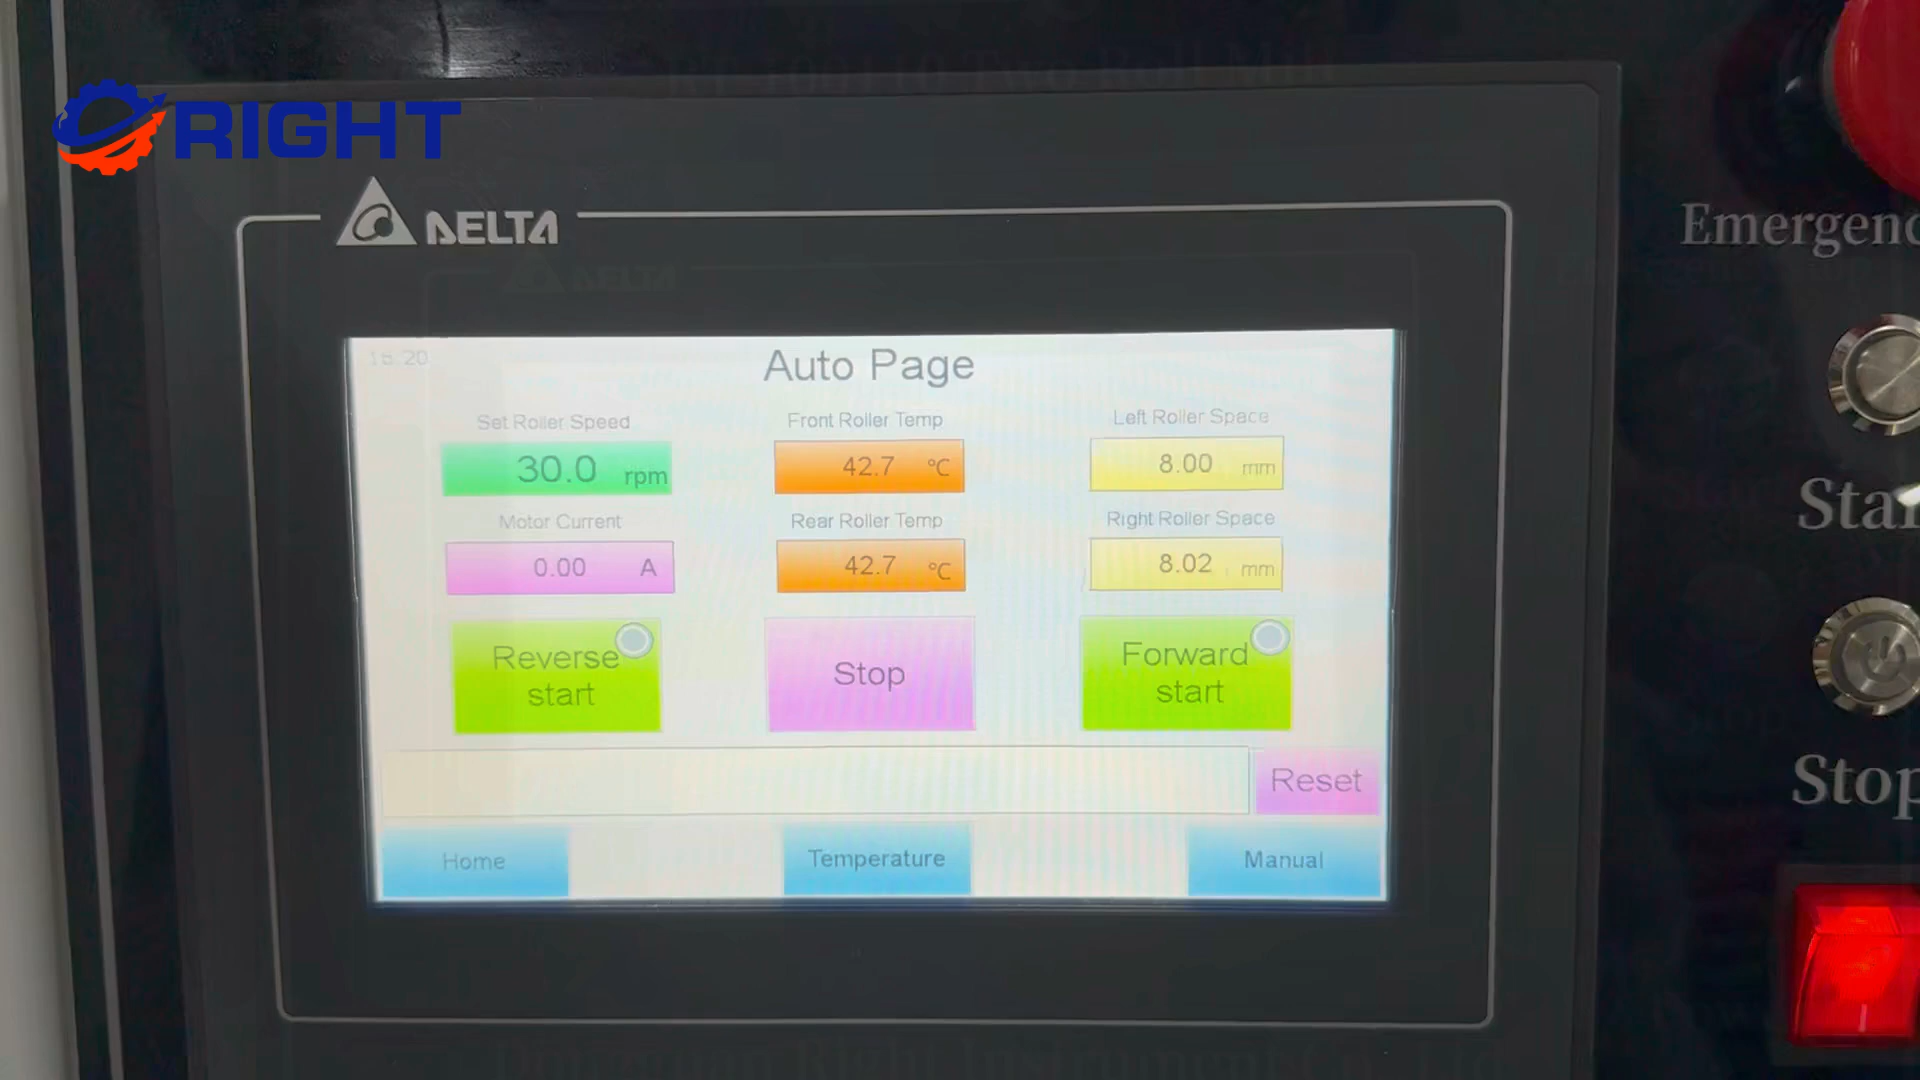 RIGHT
DELTA
Auto Page
Set Roller Speed
Front Roller Temp
Left Roller Space
30.0 rpm
42.7 °C
8.00 mm
Motor Current
Rear Roller Temp
Right Roller Space
0.00 A
42.7 °C
8.02 mm
Reverse
start
Stop
Forward
start
Reset
Home
Temperature
Manual
Emergenc
Star
Stop